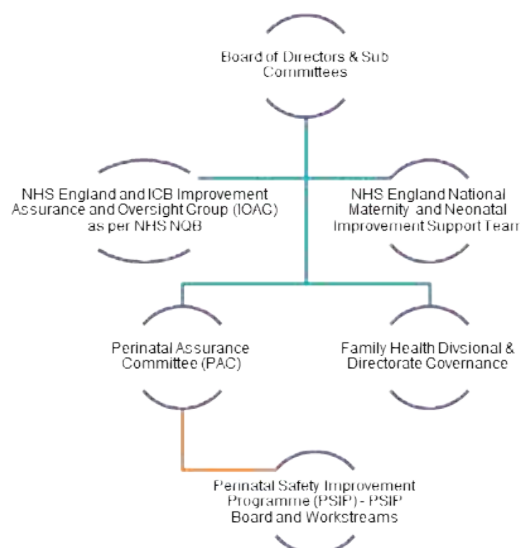 Board of Directors & Sub
Committees
NHS England and ICB Improvement
Assurance and Oversight Group (IOAG)
as per NHS NQB
NHS England National
Maternity and Neonatal
Improvement Support Team
Perinatal Assurance
Committee (PAC)
Family Health Divsional &
Directorate Governance
Perinatal Safety Improvement
Programme (PSIP) - PSIP
Board and Workstreams